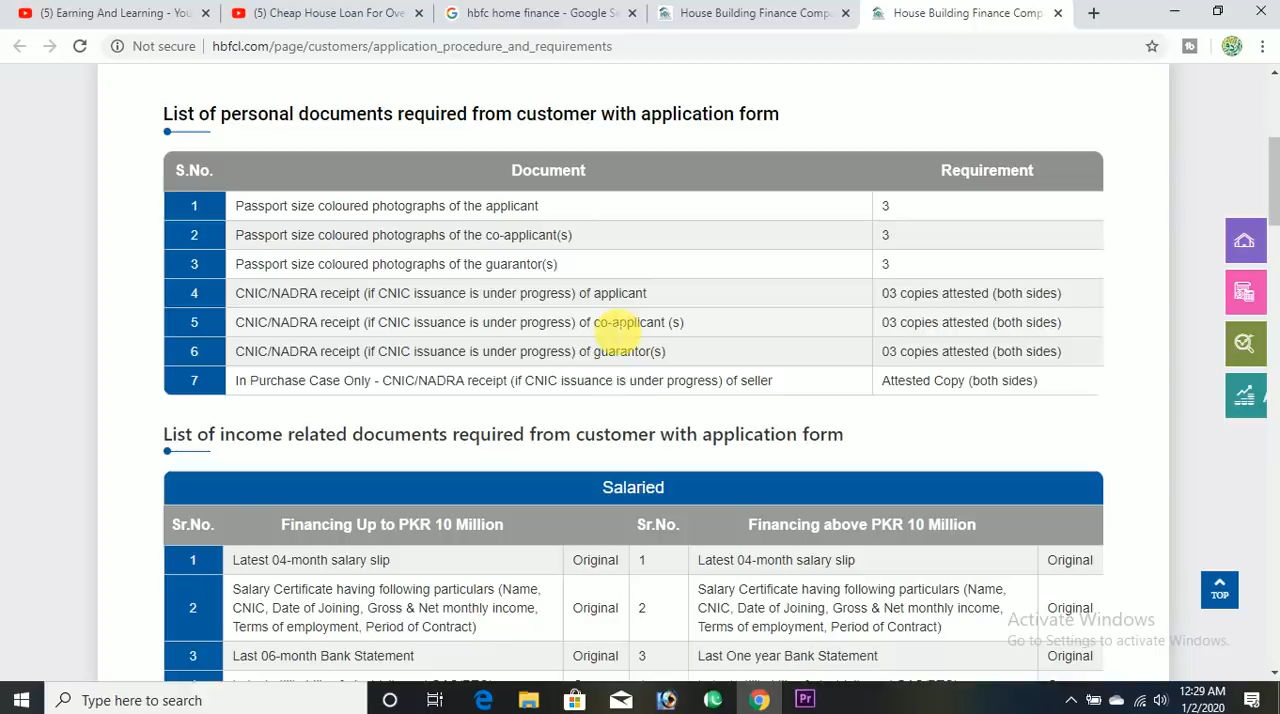 (5) Earning And Learning - You
(5) Cheap House Loan For Ove
hbfc home finance - Google Se
House Building Finance Compa
House Building Finance Comp
Not secure | hbfcl.com/page/customers/application_procedure_and_requirements
List of personal documents required from customer with application form
S.No. Document Requirement
1 Passport size coloured photographs of the applicant 3
2 Passport size coloured photographs of the co-applicant(s) 3
3 Passport size coloured photographs of the guarantor(s) 3
4 CNIC/NADRA receipt (if CNIC issuance is under progress) of applicant 03 copies attested (both sides)
5 CNIC/NADRA receipt (if CNIC issuance is under progress) of co-applicant (s) 03 copies attested (both sides)
6 CNIC/NADRA receipt (if CNIC issuance is under progress) of guarantor(s) 03 copies attested (both sides)
7 In Purchase Case Only - CNIC/NADRA receipt (if CNIC issuance is under progress) of seller Attested Copy (both sides)
List of income related documents required from customer with application form
Salaried
Sr.No. Financing Up to PKR 10 Million Sr.No. Financing above PKR 10 Million
1 Latest 04-month salary slip Original 1 Latest 04-month salary slip Original
Salary Certificate having following particulars (Name, Salary Certificate having following particulars (Name,
2 CNIC, Date of Joining, Gross & Net monthly income, Original 2 CNIC, Date of Joining, Gross & Net monthly income, Original
Terms of employment, Period of Contract) Terms of employment, Period of Contract)
3 Last 06-month Bank Statement Original 3 Last One year Bank Statement Original
TOP
Activate Windows
Go to Settings to activate Windows.
Type here to search
Pr
12:29 AM
1/2/2020